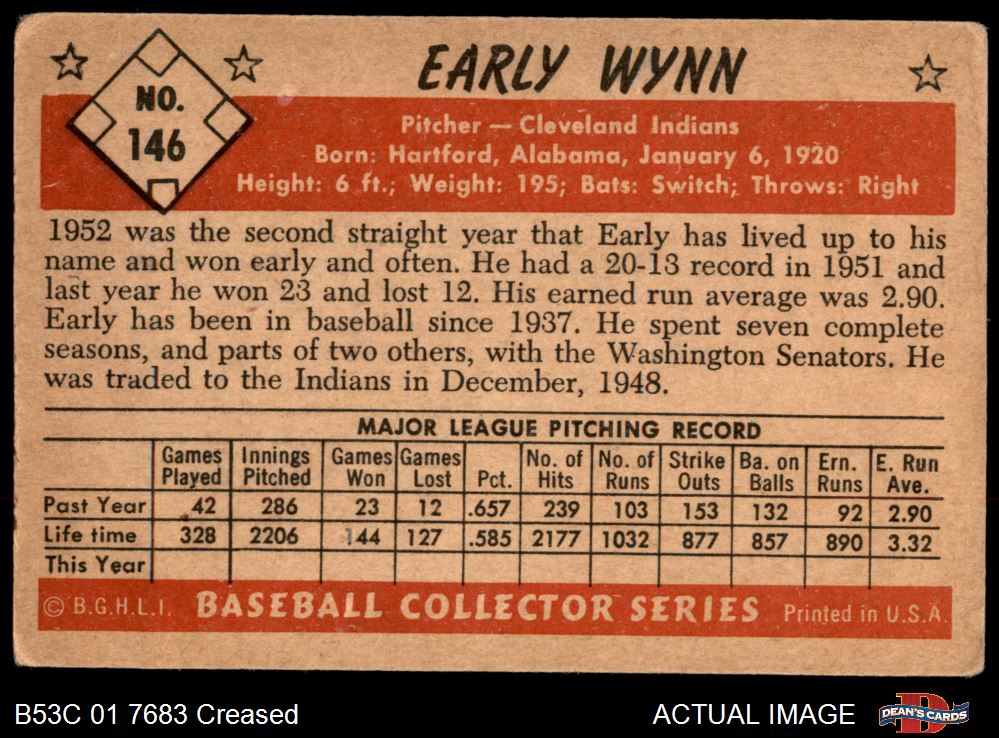 EARLY WYNN
NO.
146
Pitcher — Cleveland Indians
Born: Hartford, Alabama, January 6, 1920
Height: 6 ft.; Weight: 195; Bats: Switch; Throws: Right
1952 was the second straight year that Early has lived up to his
name and won early and often. He had a 20-13 record in 1951 and
last year he won 23 and lost 12. His earned run average was 2.90.
Early has been in baseball since 1937. He spent seven complete
seasons, and parts of two others, with the Washington Senators. He
was traded to the Indians in December, 1948.
MAJOR LEAGUE PITCHING RECORD
Games Played Innings Pitched Games Won Games Lost Pct. No. of Hits No. of Runs Strike Outs Ba. on Balls Ern. Runs E. Run Ave.
Past Year 42 286 23 12 .657 239 103 153 132 92 2.90
Life time 328 2206 144 127 .585 2177 1032 877 857 890 3.32
This Year
© B.G.H.L.I. BASEBALL COLLECTOR SERIES Printed in U.S.A.
B53C 01 7683 Creased ACTUAL IMAGE DEAN'S CARDS